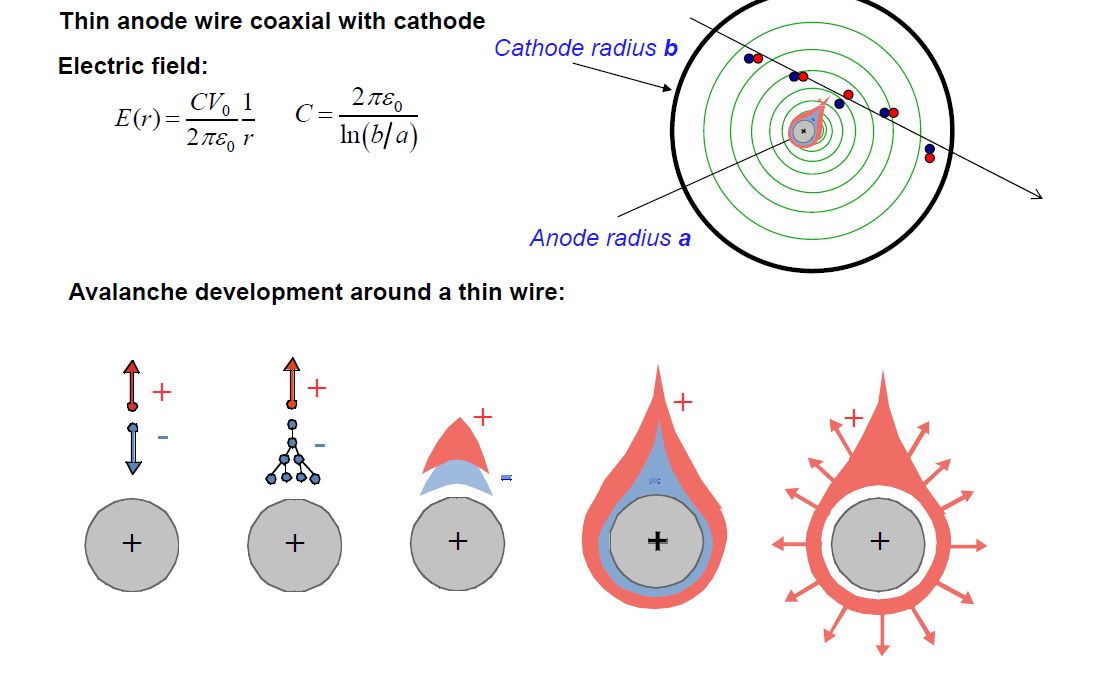 Thin anode wire coaxial with cathode
Cathode radius b
Electric field:
E(r) = CV₀/2πε₀ 1/r
C = 2πε₀/ln(b/a)
Anode radius a
Avalanche development around a thin wire:
+ + + + +
- - - -
+ + + + +